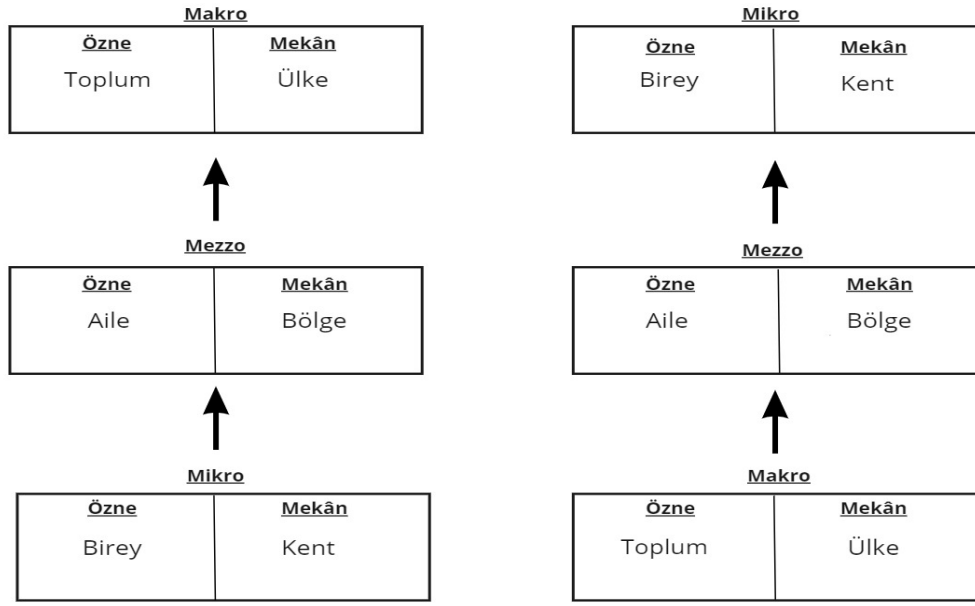 Makro
Özne Mekân
Toplum Ülke
Mezzo
Özne Mekân
Aile Bölge
Mikro
Özne Mekân
Birey Kent
Mikro
Özne Mekân
Birey Kent
Mezzo
Özne Mekân
Aile Bölge
Makro
Özne Mekân
Toplum Ülke